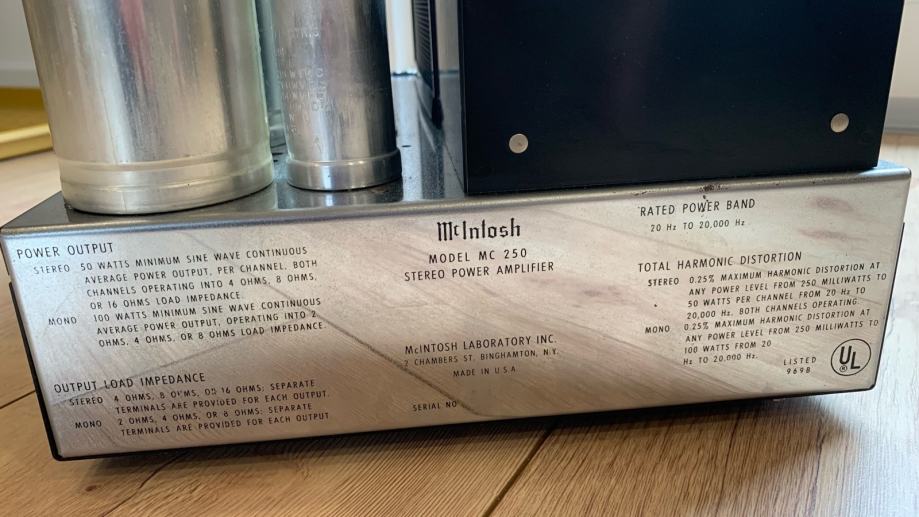 POWER OUTPUT
STEREO 50 WATTS MINIMUM SINE WAVE CONTINUOUS
AVERAGE POWER OUTPUT, PER CHANNEL, BOTH
CHANNELS OPERATING INTO 4 OHMS, 8 OHMS,
OR 16 OHMS LOAD IMPEDANCE.
MONO 100 WATTS MINIMUM SINE WAVE CONTINUOUS
AVERAGE POWER OUTPUT, OPERATING INTO 2
OHMS, 4 OHMS, OR 8 OHMS LOAD IMPEDANCE.
OUTPUT LOAD IMPEDANCE
STEREO 4 OHMS, 8 OHMS, OR 16 OHMS; SEPARATE
TERMINALS ARE PROVIDED FOR EACH OUTPUT.
MONO 2 OHMS, 4 OHMS, OR 8 OHMS; SEPARATE
TERMINALS ARE PROVIDED FOR EACH OUTPUT
McIntosh
MODEL MC 250
STEREO POWER AMPLIFIER
McINTOSH LABORATORY INC.
2 CHAMBERS ST. BINGHAMTON, N.Y.
MADE IN U.S.A
SERIAL NO
RATED POWER BAND
20 Hz TO 20,000 Hz
TOTAL HARMONIC DISTORTION
STEREO 0.25% MAXIMUM HARMONIC DISTORTION AT
ANY POWER LEVEL FROM 250 MILLIWATTS TO
50 WATTS PER CHANNEL FROM 20 Hz TO
20,000 Hz. BOTH CHANNELS OPERATING.
MONO 0.25% MAXIMUM HARMONIC DISTORTION AT
ANY POWER LEVEL FROM 250 MILLIWATTS TO
100 WATTS FROM 20
Hz TO 20,000 Hz.
LISTED
969B
UL
®